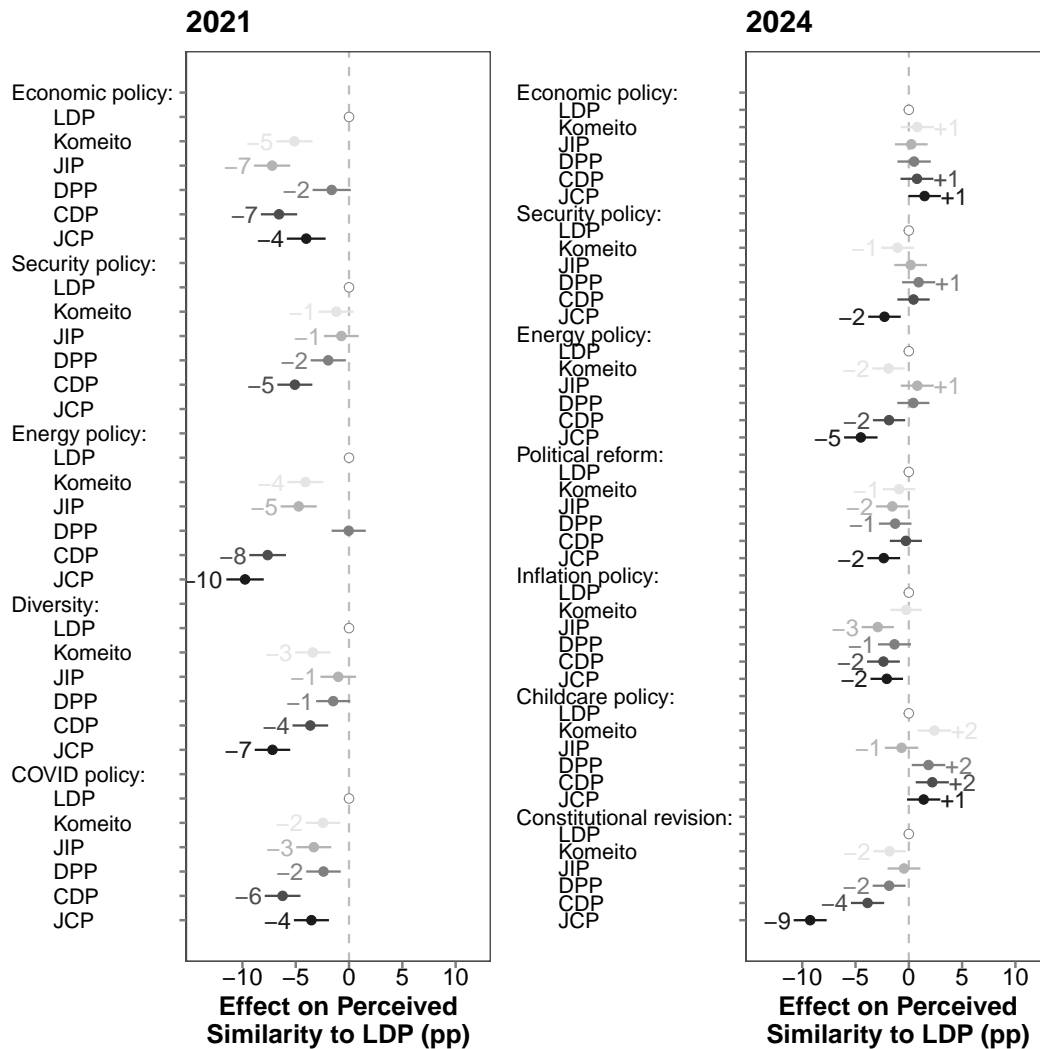 2021
Economic policy:
LDP
Komeito −5
JIP −7
DPP −2
CDP −7
JCP −4
Security policy:
LDP
Komeito −1
JIP −1
DPP −2
CDP −5
JCP
Energy policy:
LDP
Komeito −4
JIP −5
DPP
CDP −8
JCP −10
Diversity:
LDP
Komeito −3
JIP −1
DPP −1
CDP −4
JCP −7
COVID policy:
LDP
Komeito −2
JIP −3
DPP −2
CDP −6
JCP −4
−10 −5 0 5 10
Effect on Perceived
Similarity to LDP (pp)
2024
Economic policy:
LDP
Komeito +1
JIP
DPP
CDP +1
JCP +1
Security policy:
LDP
Komeito −1
JIP
DPP +1
CDP
JCP −2
Energy policy:
LDP
Komeito −2
JIP +1
DPP
CDP −2
JCP −5
Political reform:
LDP
Komeito −1
JIP −2
DPP −1
CDP
JCP −2
Inflation policy:
LDP
Komeito
JIP −3
DPP −1
CDP −2
JCP −2
Childcare policy:
LDP
Komeito +2
JIP −1
DPP +2
CDP +2
JCP +1
Constitutional revision:
LDP
Komeito −2
JIP
DPP −2
CDP −4
JCP −9
−10 −5 0 5 10
Effect on Perceived
Similarity to LDP (pp)